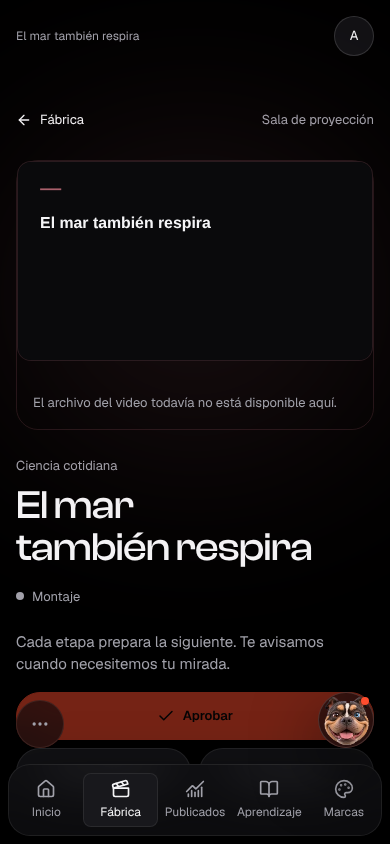 El mar también respira
A
Fábrica
Sala de proyección
El mar también respira
El archivo del video todavía no está disponible aquí.
Ciencia cotidiana
El mar
también respira
Montaje
Cada etapa prepara la siguiente. Te avisamos
cuando necesitemos tu mirada.
Aprobar
Inicio
Fábrica
Publicados
Aprendizaje
Marcas